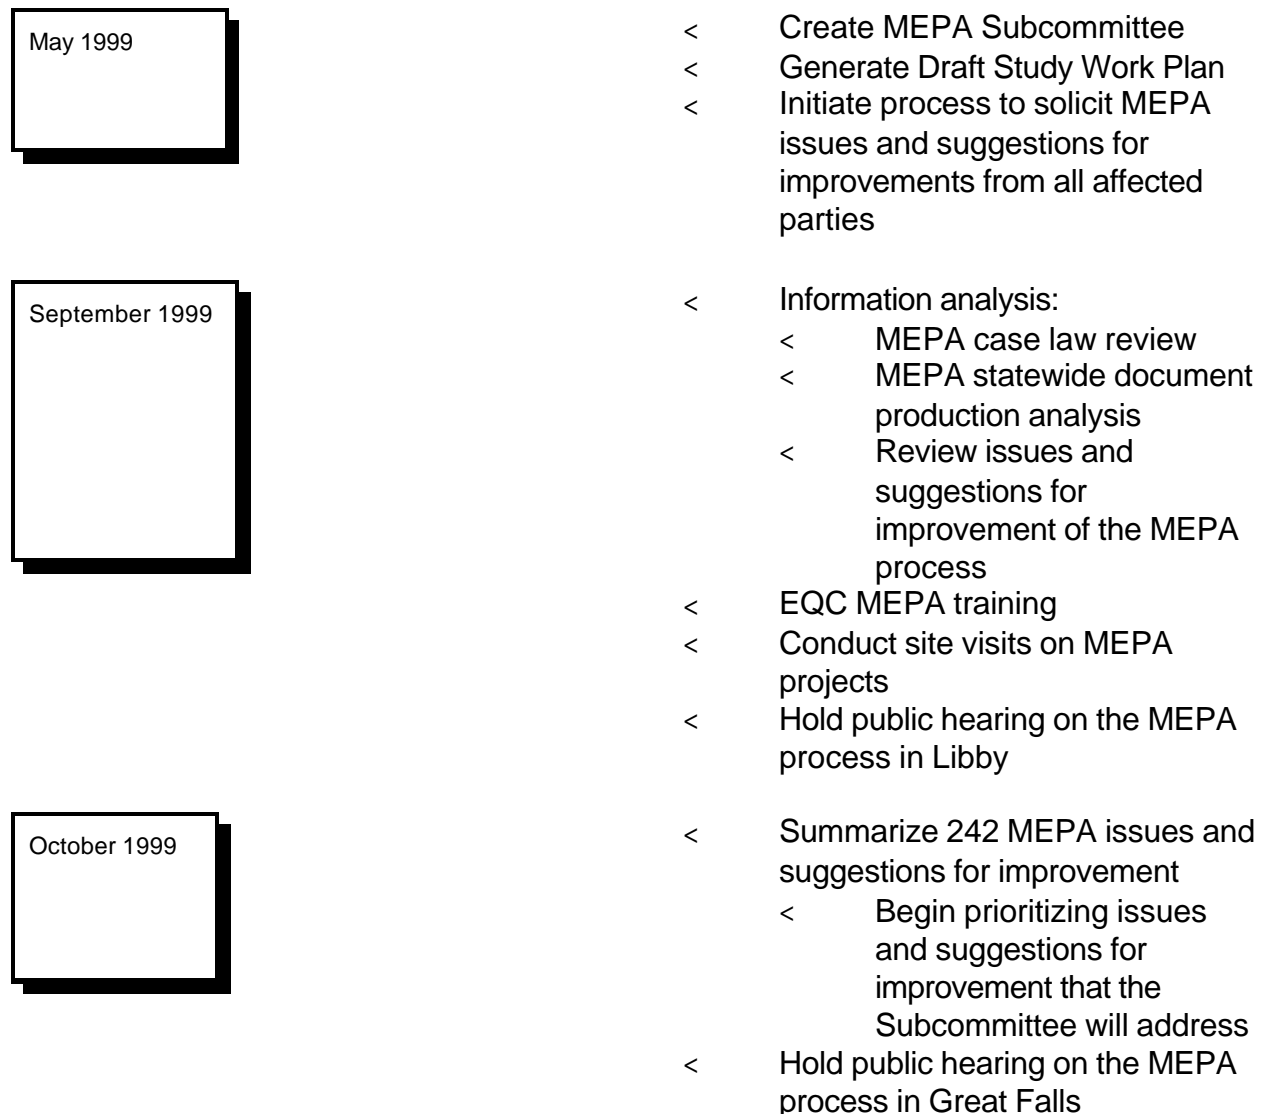 May 1999
< Create MEPA Subcommittee
< Generate Draft Study Work Plan
< Initiate process to solicit MEPA
issues and suggestions for
improvements from all affected
parties
September 1999
< Information analysis:
< MEPA case law review
< MEPA statewide document
production analysis
< Review issues and
suggestions for
improvement of the MEPA
process
< EQC MEPA training
< Conduct site visits on MEPA
projects
< Hold public hearing on the MEPA
process in Libby
October 1999
< Summarize 242 MEPA issues and
suggestions for improvement
< Begin prioritizing issues
and suggestions for
improvement that the
Subcommittee will address
< Hold public hearing on the MEPA
process in Great Falls